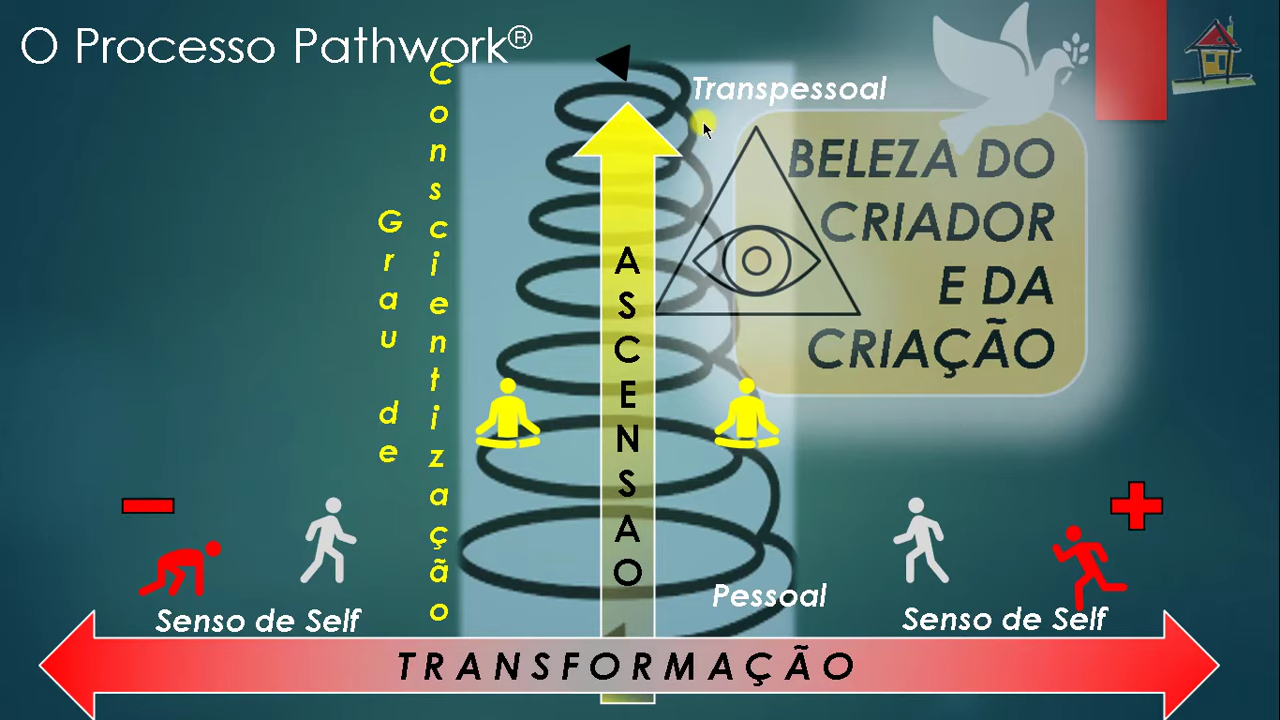 O Processo Pathwork®
Transpessoal
BELEZA DO
CRIADOR
E DA
CRIAÇÃO
Grau de
Conscientização
ASCENSAO
Pessoal
Senso de Self
Senso de Self
TRANSFORMAÇÃO